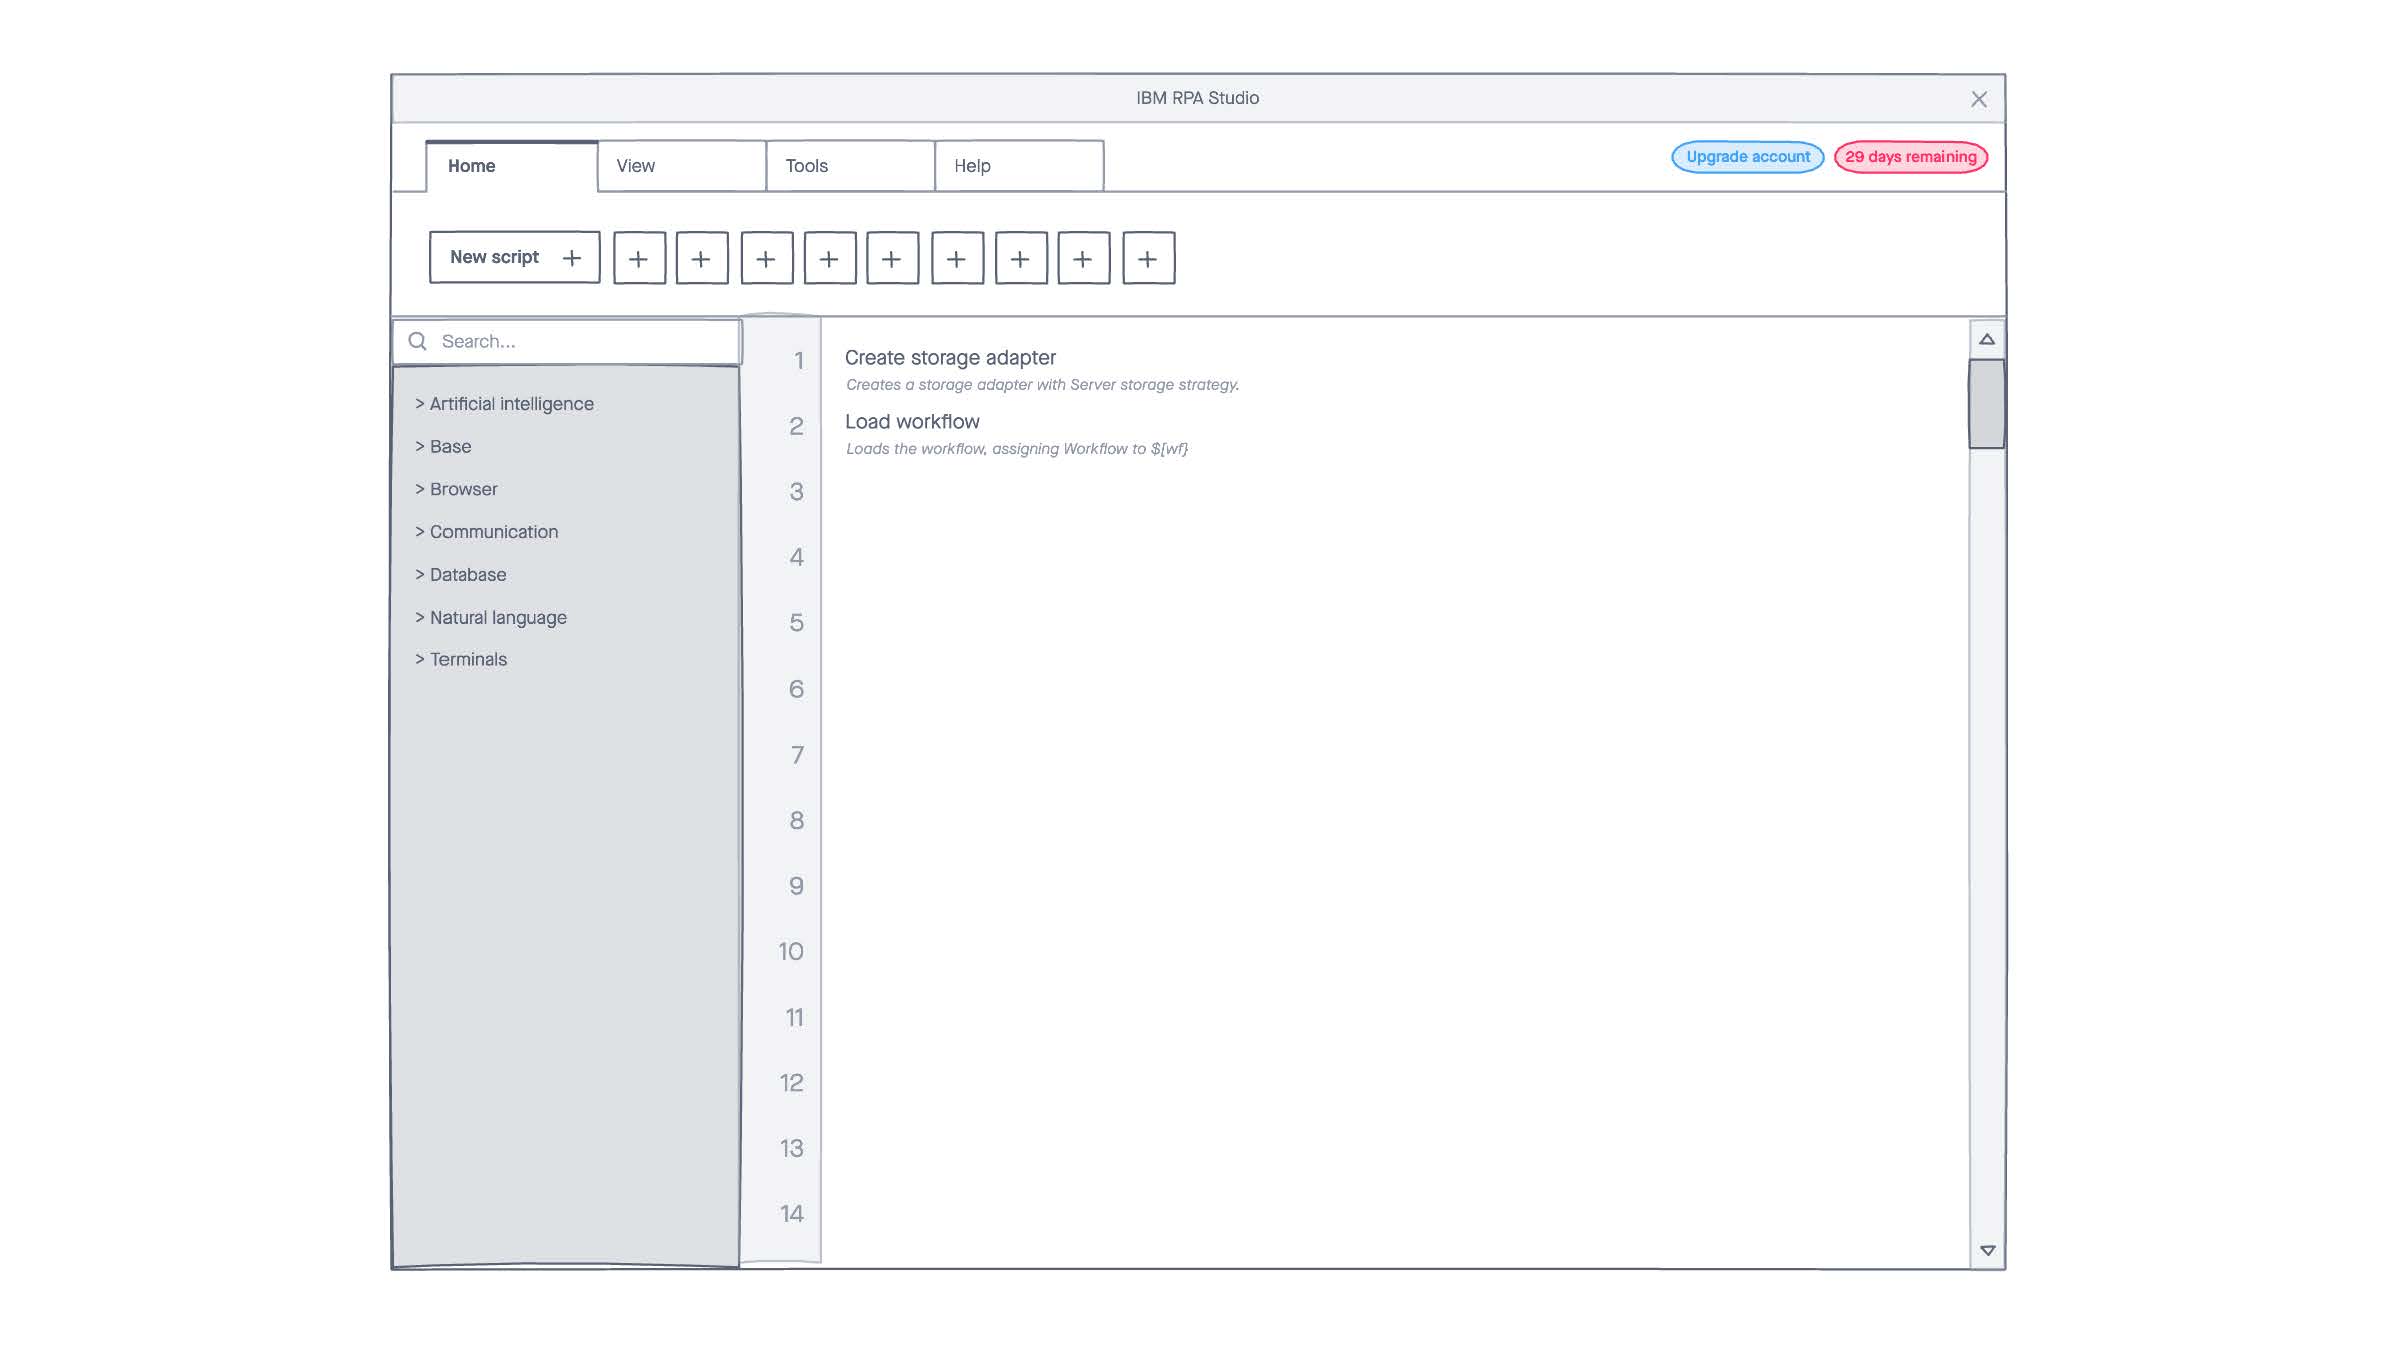 IBM RPA Studio
Home
View
Tools
Help
Upgrade account
29 days remaining
New script
Search...
> Artificial intelligence
> Base
> Browser
> Communication
> Database
> Natural language
> Terminals
1
Create storage adapter
Creates a storage adapter with Server storage strategy.
2
Load workflow
Loads the workflow, assigning Workflow to $[wf}
3
4
5
6
7
8
9
10
11
12
13
14